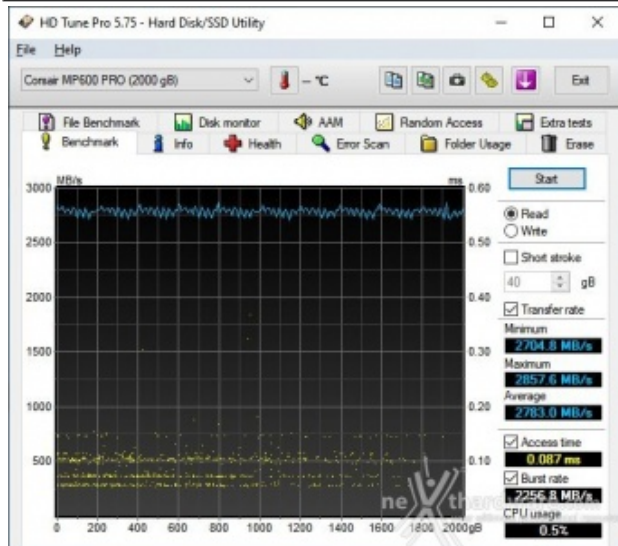 HD Tune Pro 5.75 - Hard Disk/SSD Utility
File Help
Corsair MP600 PRO (2000 gB)
– °C
Exit
File Benchmark Disk monitor AAM Random Access Extra tests
Benchmark Info Health Error Scan Folder Usage Erase
Start
MB/s ms
3000 0.60
2500 0.50
2000 0.40
1500 0.30
1000 0.20
500 0.10
0 200 400 600 800 1000 1200 1400 1600 1800 2000gB
Read
Write
Short stroke
40 gB
Transfer rate
Minimum
2704.8 MB/s
Maximum
2857.6 MB/s
Average
2783.0 MB/s
Access time
0.087 ms
Burst rate
2256.8 MB/s
CPU usage
0.5%